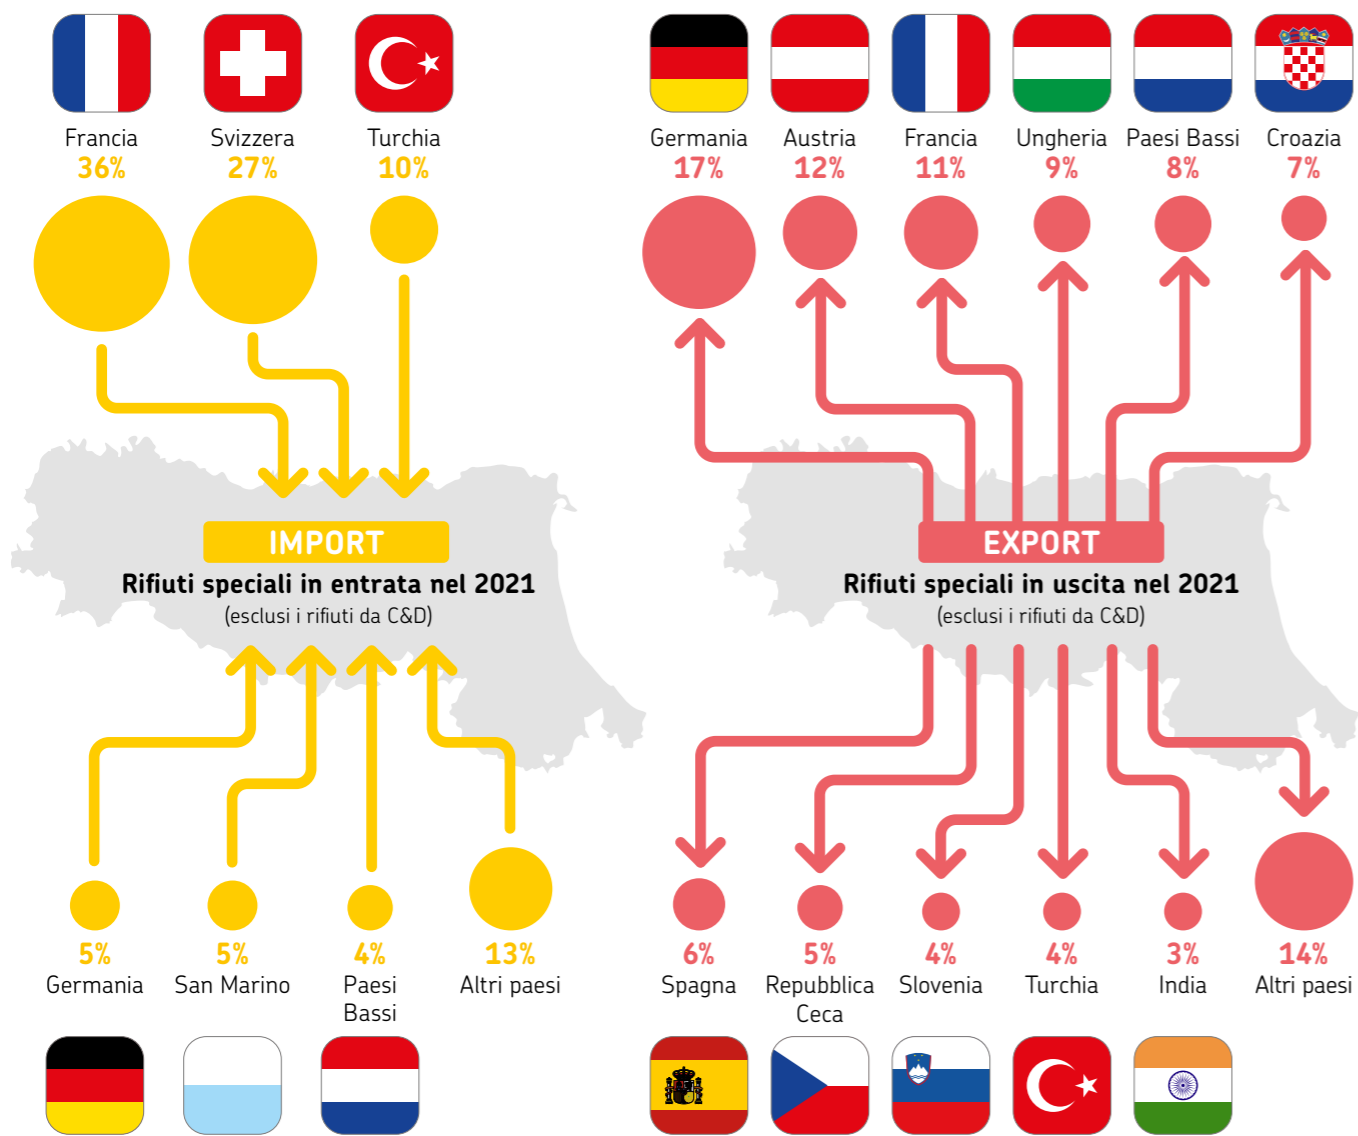 Francia
36%
Svizzera
27%
Turchia
10%
IMPORT
Rifiuti speciali in entrata nel 2021
(esclusi i rifiuti da C&D)
5%
Germania
5%
San Marino
4%
Paesi
Bassi
13%
Altri paesi
Germania
17%
Austria
12%
Francia
11%
Ungheria
9%
Paesi Bassi
8%
Croazia
7%
EXPORT
Rifiuti speciali in uscita nel 2021
(esclusi i rifiuti da C&D)
6%
Spagna
5%
Repubblica
Ceca
4%
Slovenia
4%
Turchia
3%
India
14%
Altri paesi